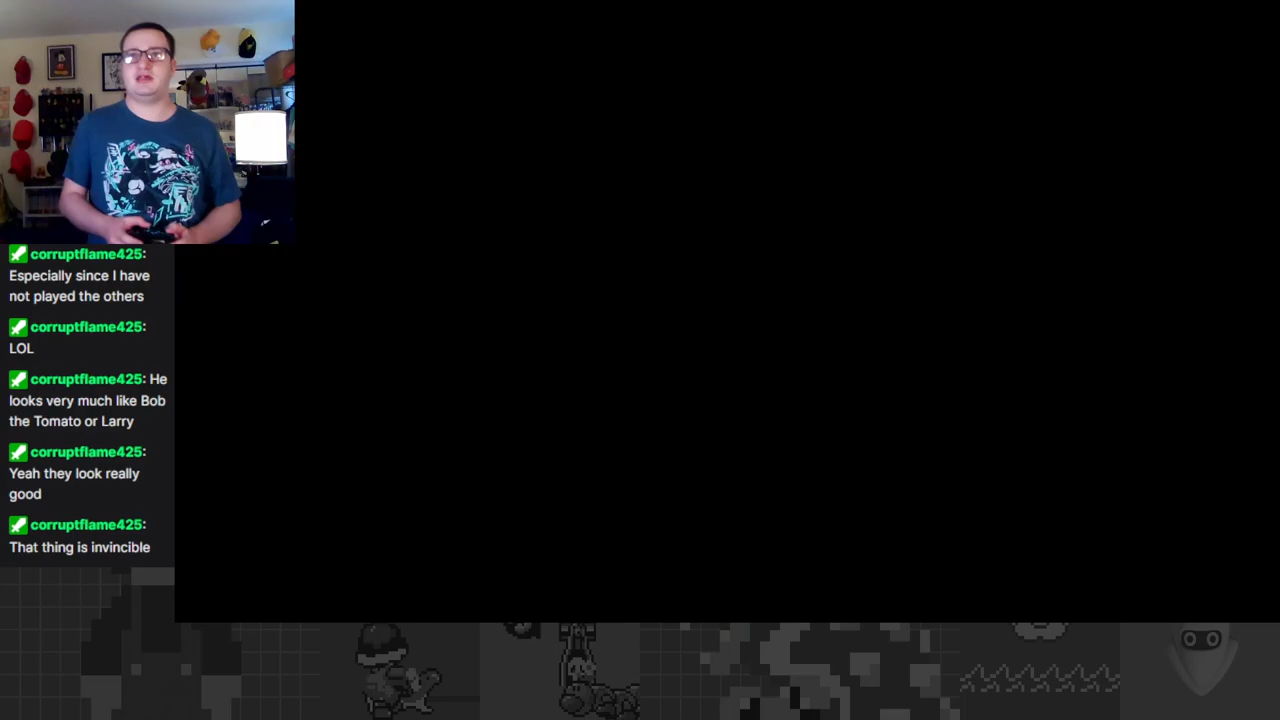 corruptflame425:
Especially since I have
not played the others
corruptflame425:
LOL
corruptflame425: He
looks very much like Bob
the Tomato or Larry
corruptflame425:
Yeah they look really
good
corruptflame425:
That thing is invincible